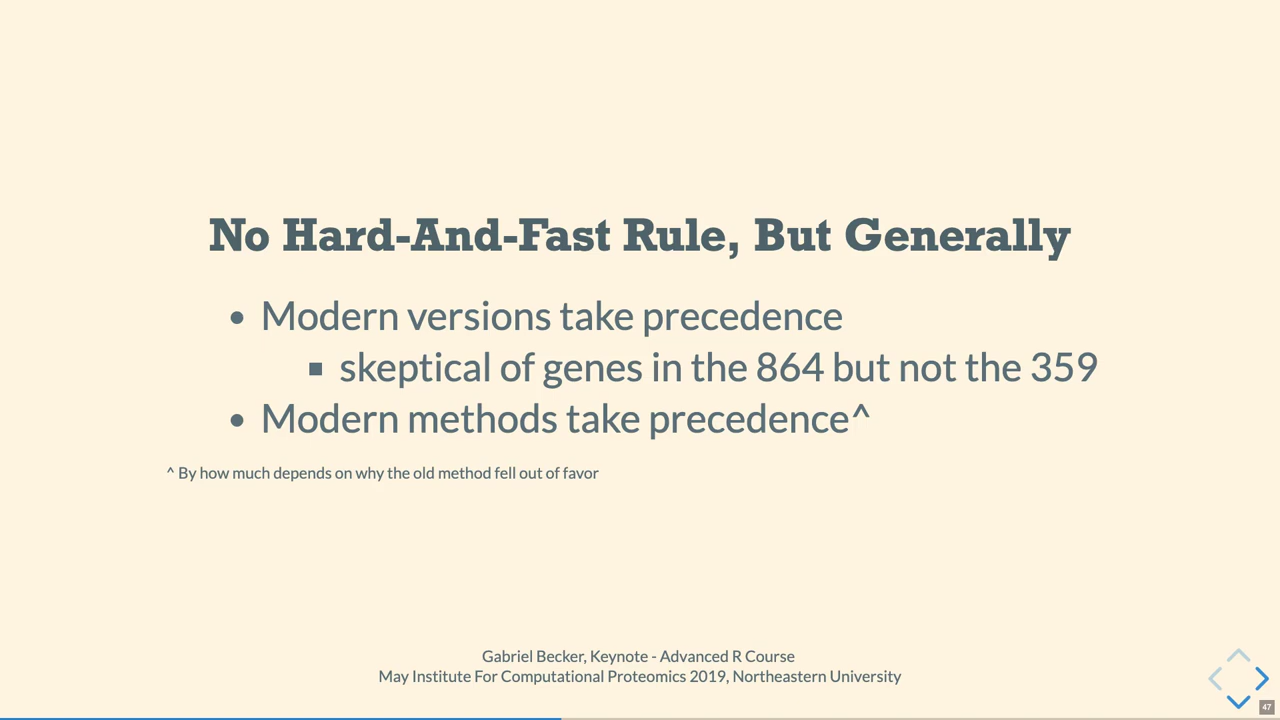 No Hard-And-Fast Rule, But Generally
• Modern versions take precedence
▪ skeptical of genes in the 864 but not the 359
• Modern methods take precedence^
^ By how much depends on why the old method fell out of favor
Gabriel Becker, Keynote - Advanced R Course
May Institute For Computational Proteomics 2019, Northeastern University
47